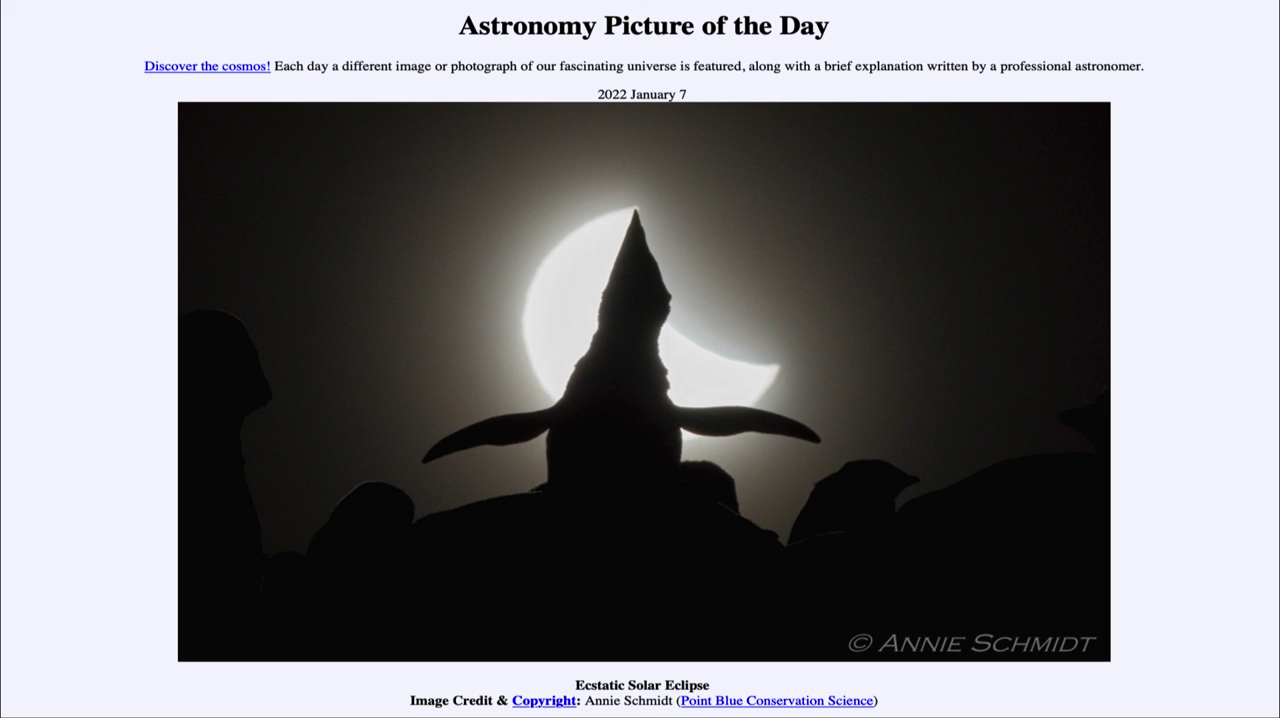 Astronomy Picture of the Day
Discover the cosmos! Each day a different image or photograph of our fascinating universe is featured, along with a brief explanation written by a professional astronomer.
2022 January 7
© ANNIE SCHMIDT
Ecstatic Solar Eclipse
Image Credit & Copyright: Annie Schmidt (Point Blue Conservation Science)